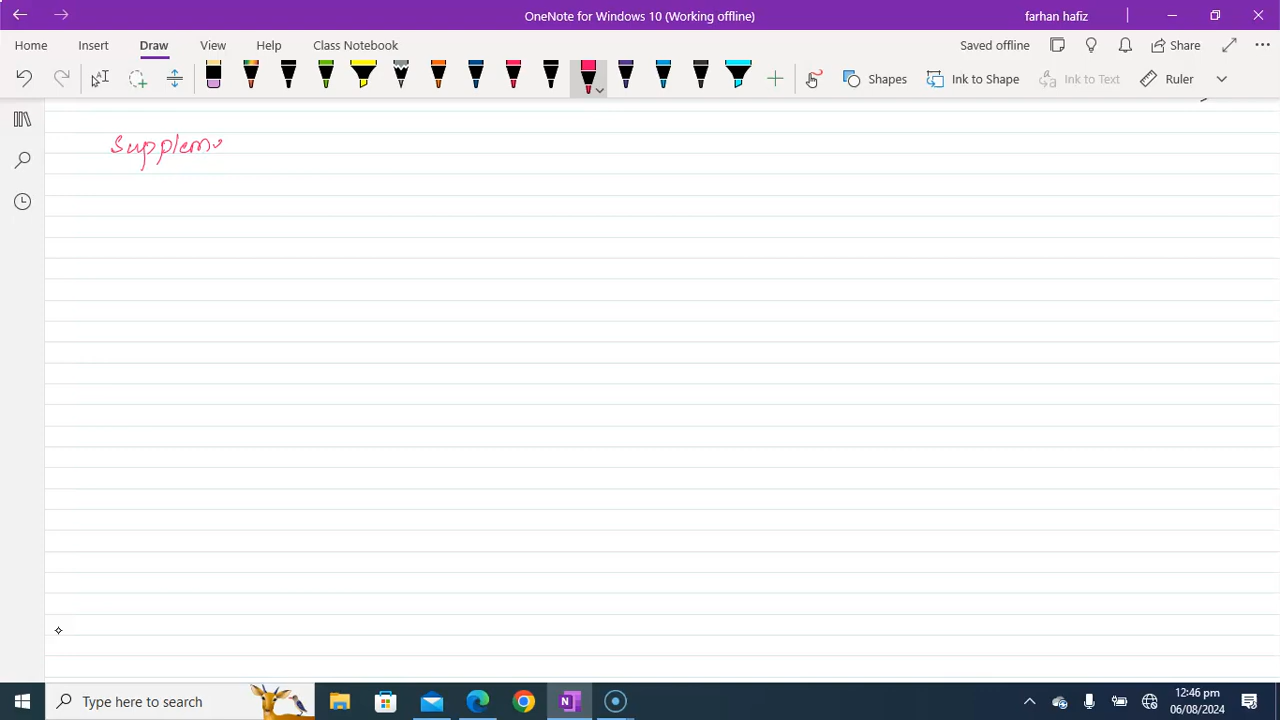 OneNote for Windows 10 (Working offline)
farhan hafiz
Home Insert Draw View Help Class Notebook
Saved offline Share
Shapes Ink to Shape Ink to Text Ruler
Supplem
Type here to search
12:46 pm
06/08/2024